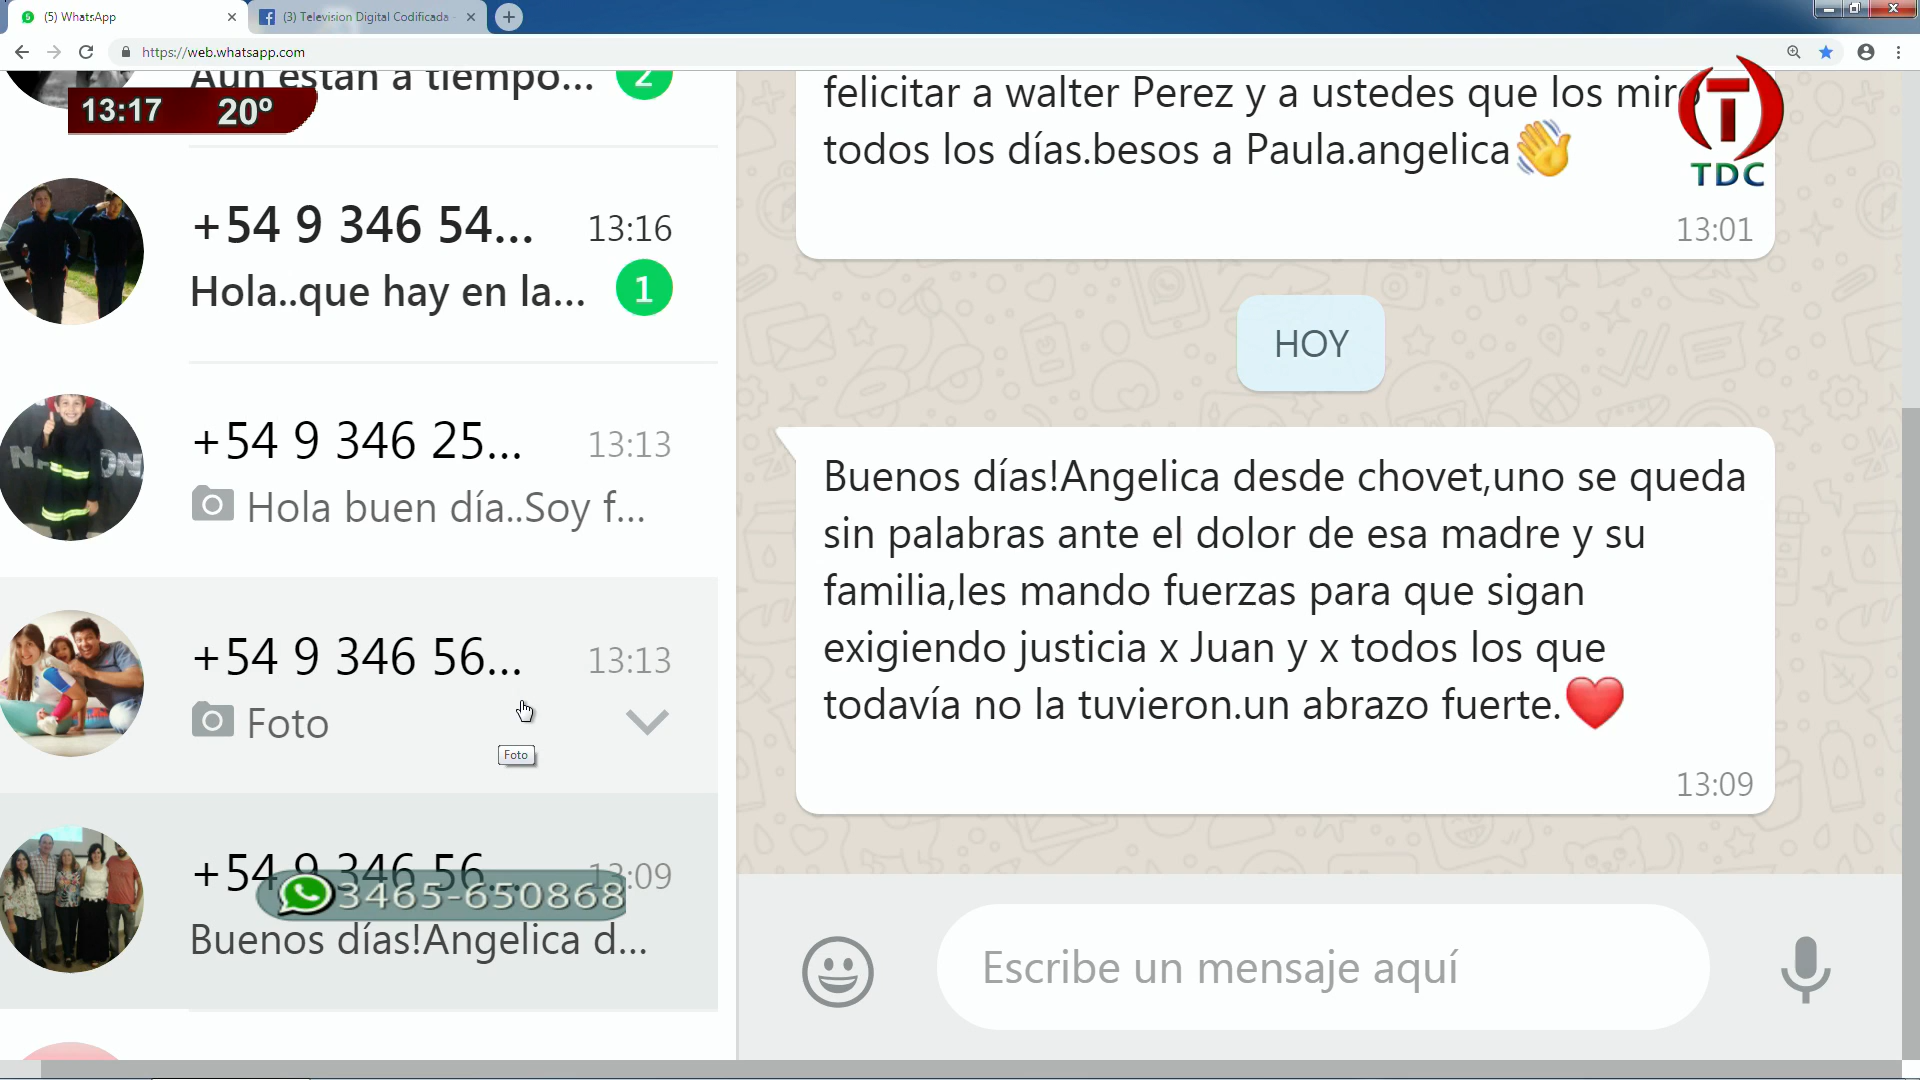 (5) WhatsApp
(3) Television Digital Codificada -
https://web.whatsapp.com
Aún están a tiempo...
2
13:17 20º
+54 9 346 54...
13:16
Hola..que hay en la...
1
+54 9 346 25...
13:13
Hola buen día..Soy f...
+54 9 346 56...
13:13
Foto
Foto
+54 9 346 56...
13:09
3465-650868
Buenos días!Angelica d...
felicitar a walter Perez y a ustedes que los miro
todos los días.besos a Paula.angelica👋
13:01
T
TDC
HOY
Buenos días!Angelica desde chovet,uno se queda
sin palabras ante el dolor de esa madre y su
familia,les mando fuerzas para que sigan
exigiendo justicia x Juan y x todos los que
todavía no la tuvieron.un abrazo fuerte.❤️
13:09
Escribe un mensaje aquí